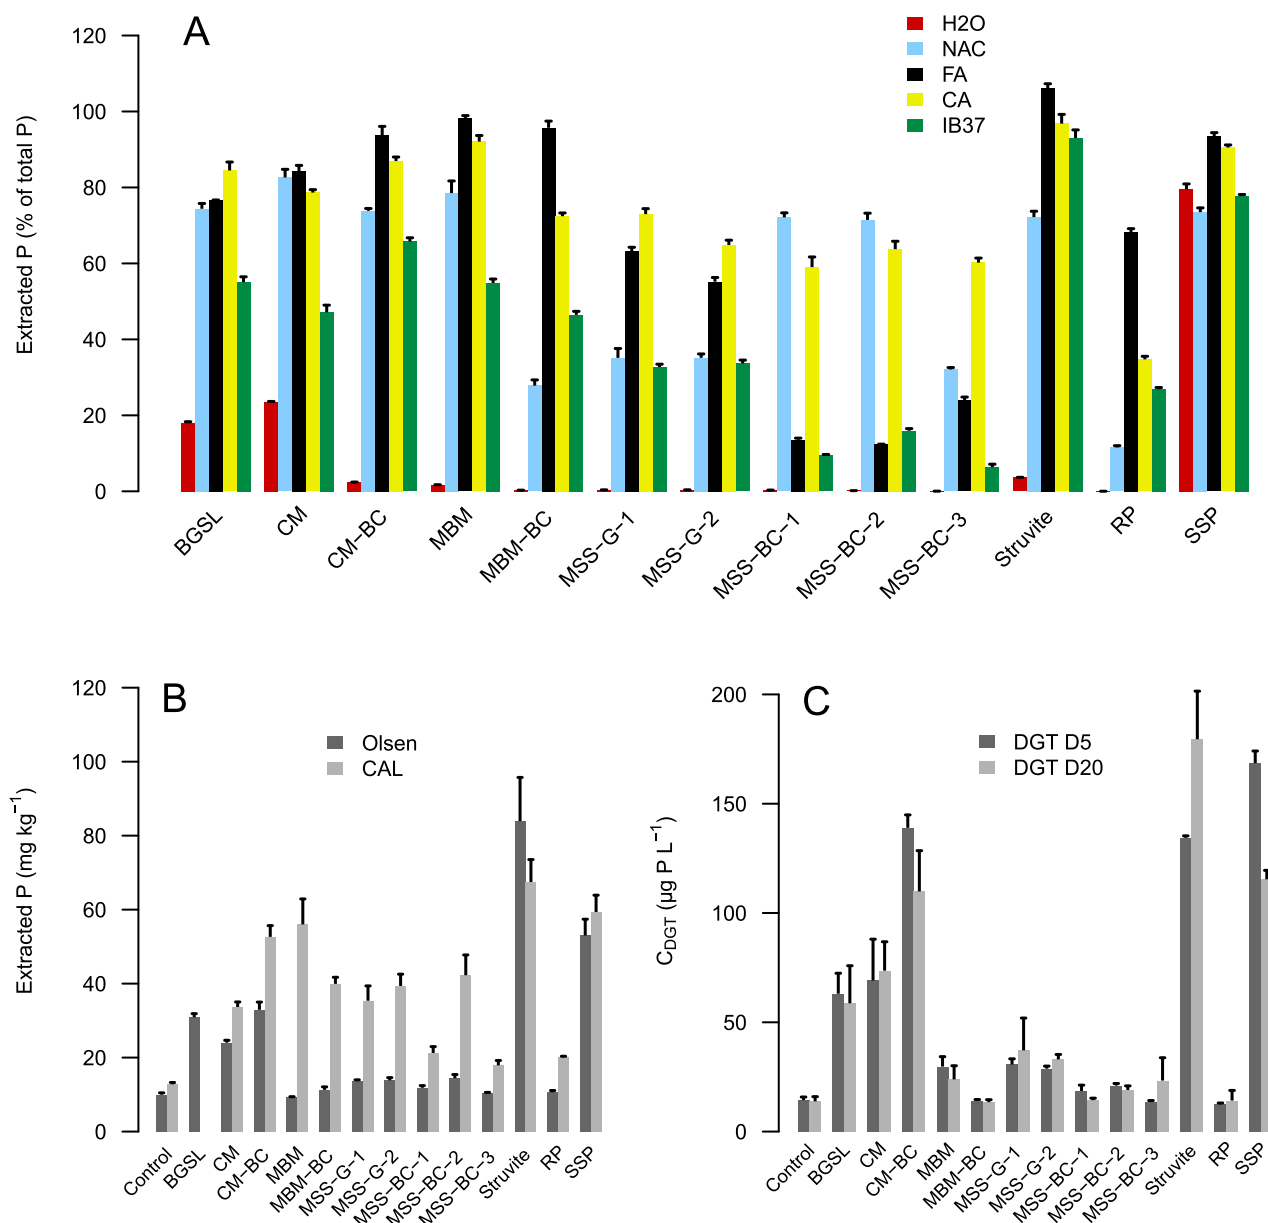 A
H2O
NAC
FA
CA
IB37
Extracted P (% of total P)
120
100
80
60
40
20
0
BGSL
CM
CM−BC
MBM
MBM−BC
MSS−G−1
MSS−G−2
MSS−BC−1
MSS−BC−2
MSS−BC−3
Struvite
RP
SSP
B
Olsen
CAL
Extracted P (mg kg⁻¹)
120
100
80
60
40
20
0
Control
BGSL
CM
CM−BC
MBM
MBM−BC
MSS−G−1
MSS−G−2
MSS−BC−1
MSS−BC−2
MSS−BC−3
Struvite
RP
SSP
C
DGT D5
DGT D20
C_DGT (µg P L⁻¹)
200
150
100
50
0
Control
BGSL
CM
CM−BC
MBM
MBM−BC
MSS−G−1
MSS−G−2
MSS−BC−1
MSS−BC−2
MSS−BC−3
Struvite
RP
SSP